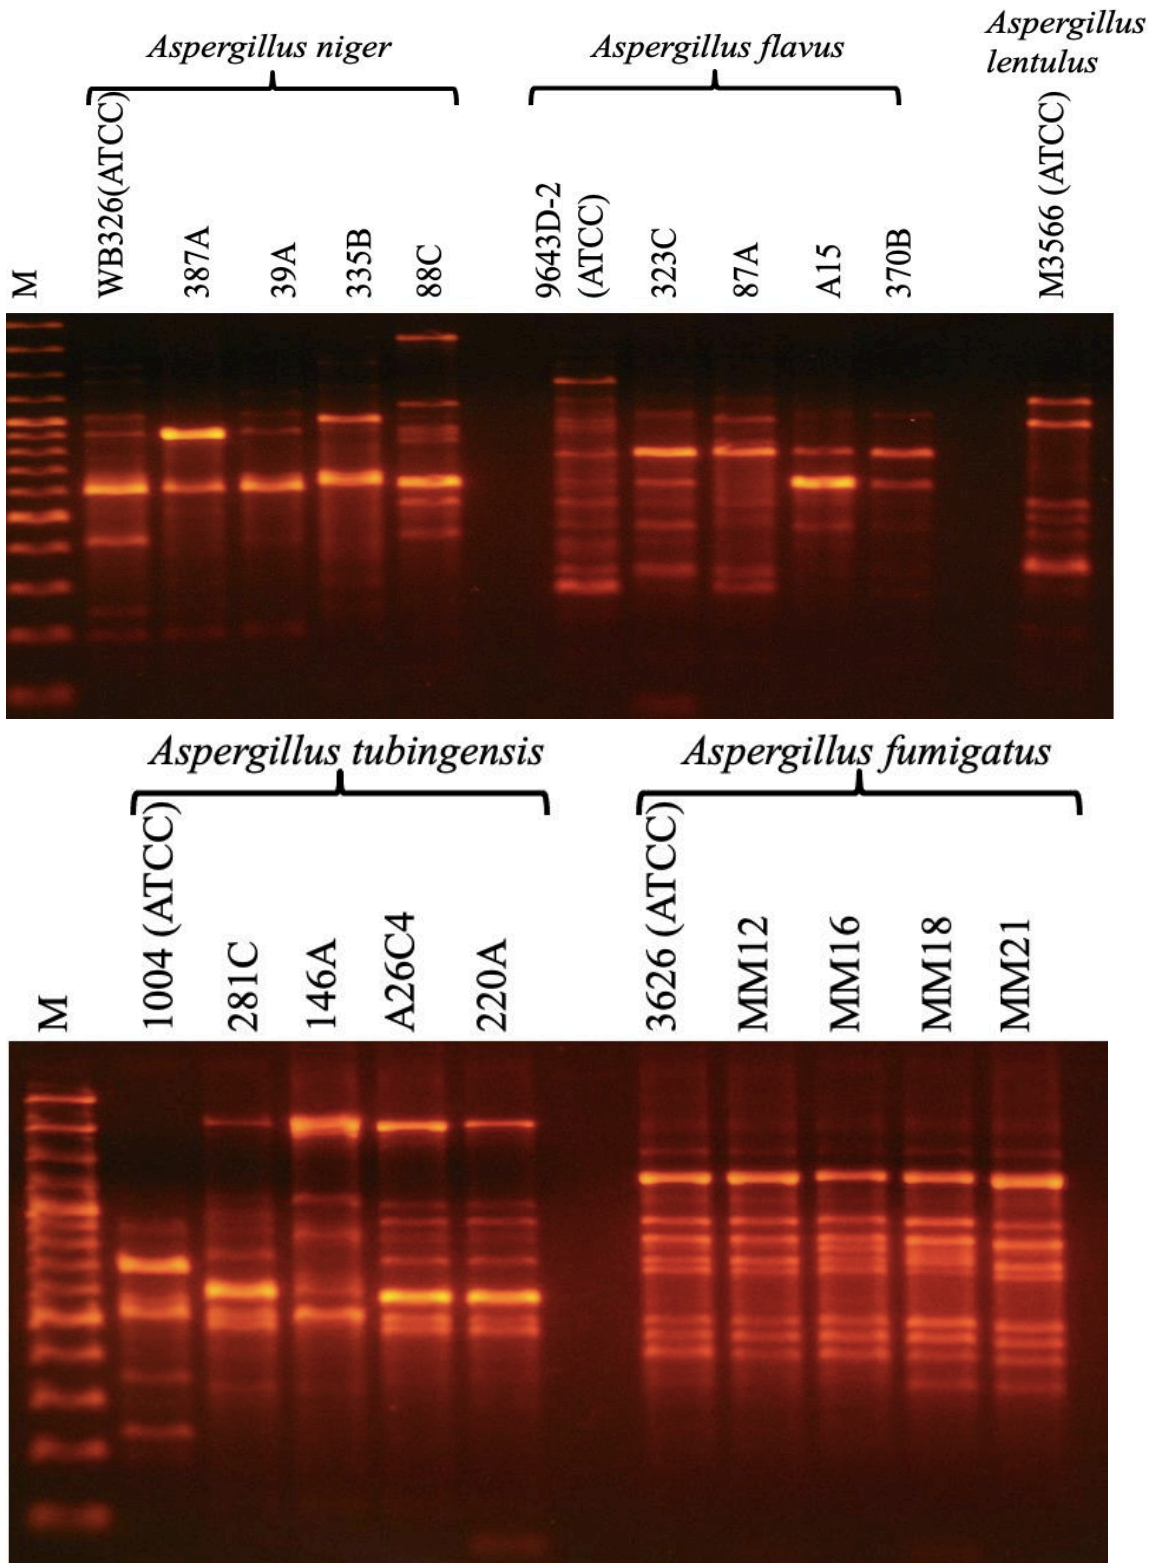 Aspergillus niger
Aspergillus flavus
Aspergillus
lentulus
M
WB326(ATCC)
387A
39A
335B
88C
9643D-2
(ATCC)
323C
87A
A15
370B
M3566 (ATCC)
Aspergillus tubingensis
Aspergillus fumigatus
M
1004 (ATCC)
281C
146A
A26C4
220A
3626 (ATCC)
MM12
MM16
MM18
MM21